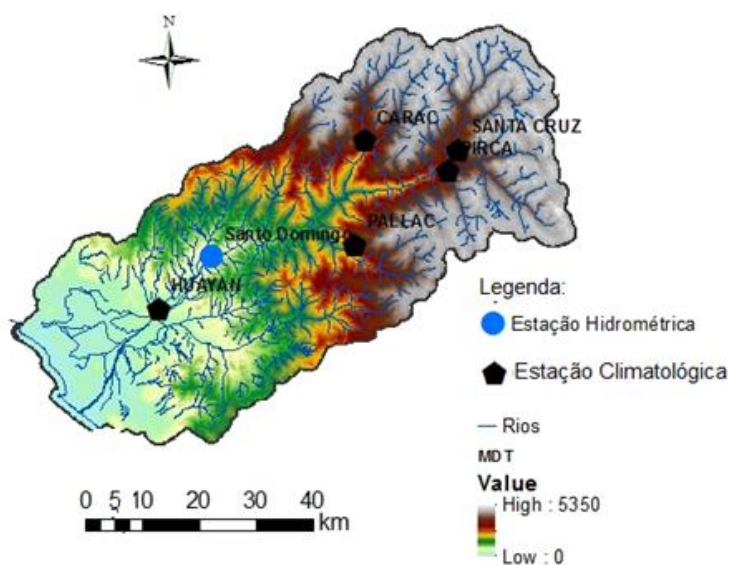 N
CARAC
SANTA CRUZ
PIRCA
PALLAC
Santo Domingo
HUAYAN
Legenda:
Estação Hidrométrica
Estação Climatológica
Rios
MDT
Value
High : 5350
Low : 0
0 5 10 20 30 40
km